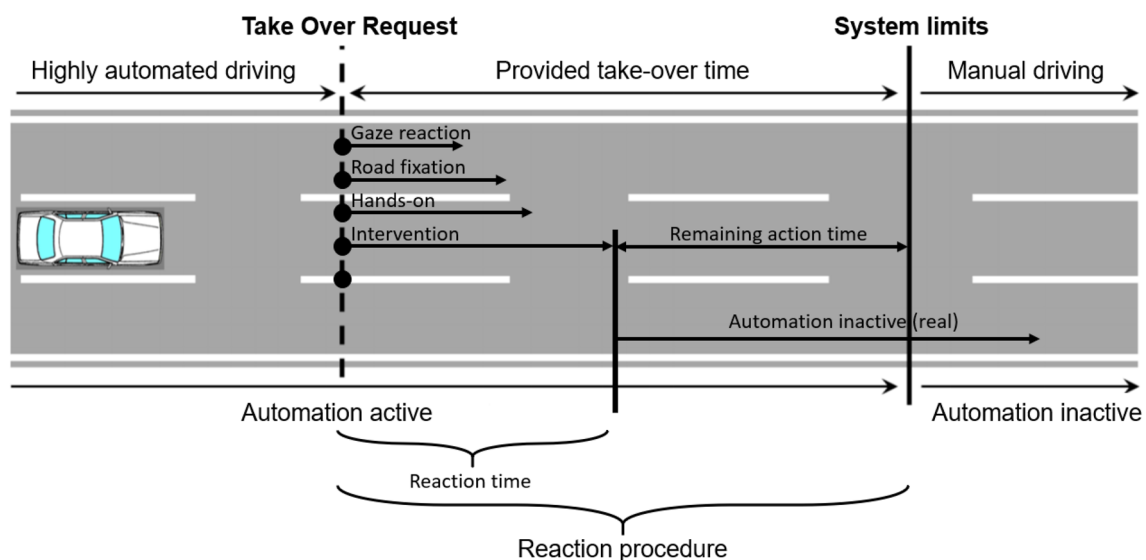 Take Over Request
System limits
Highly automated driving
Provided take-over time
Manual driving
Gaze reaction
Road fixation
Hands-on
Intervention
Remaining action time
Automation inactive (real)
Automation active
Automation inactive
Reaction time
Reaction procedure